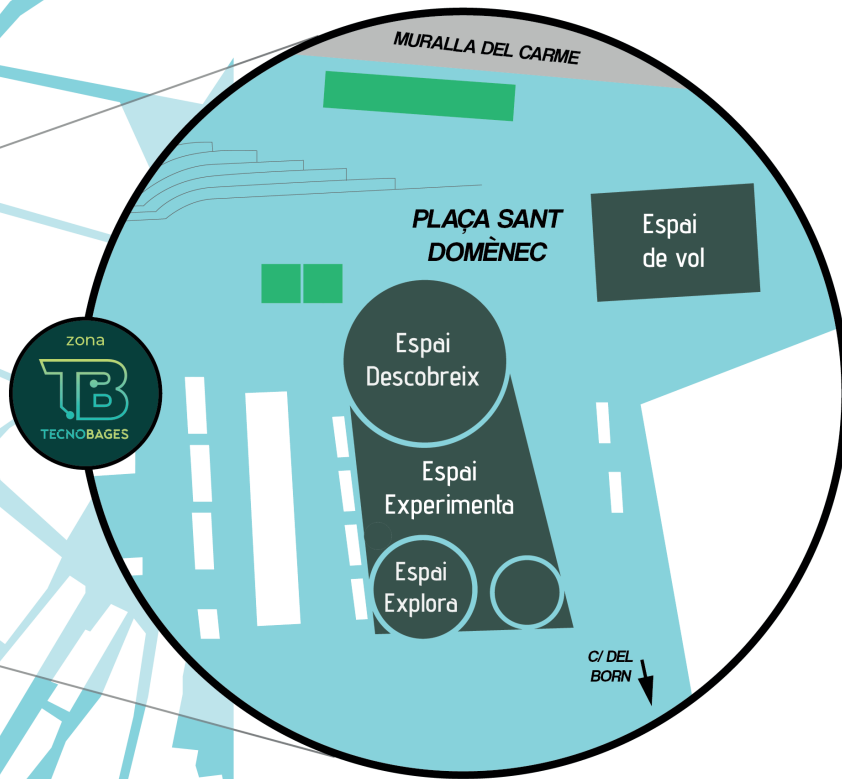 MURALLA DEL CARME
PLAÇA SANT
DOMÈNEC
Espai
de vol
Espai
Descobreix
zona
TB
TECNOBAGES
Espai
Experimenta
Espai
Explora
C/ DEL
BORN